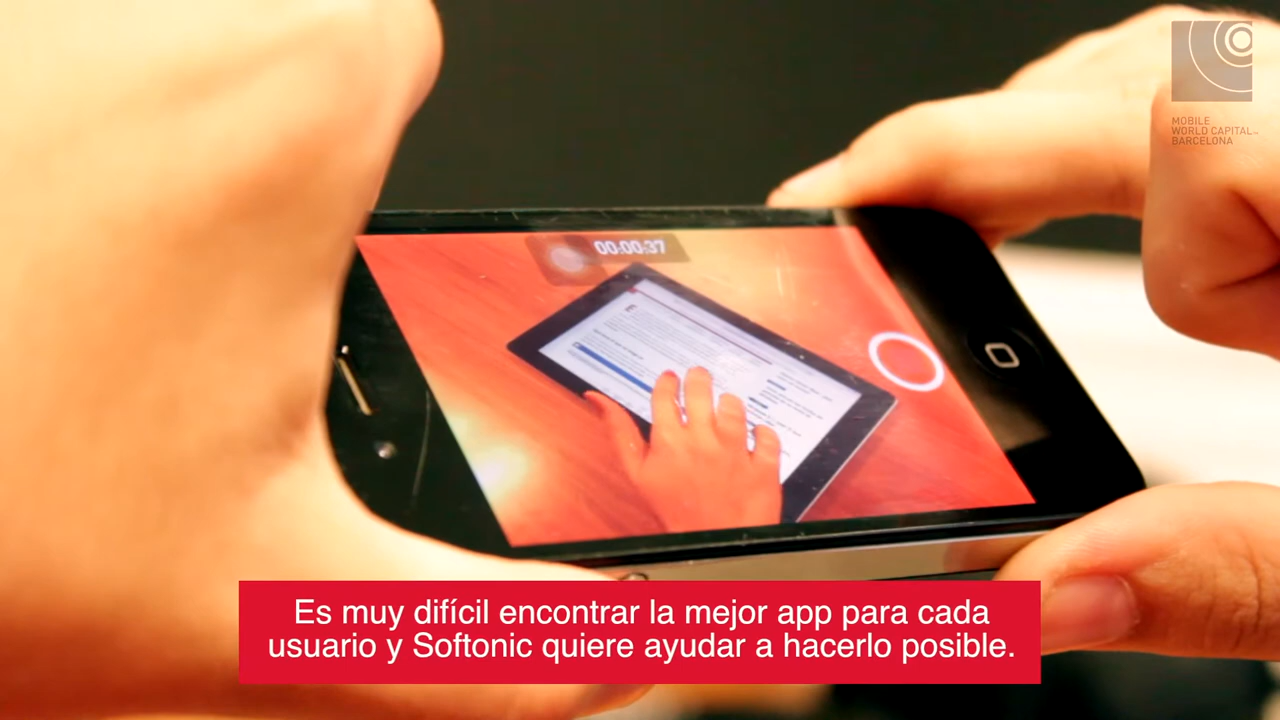 MOBILE
WORLD CAPITAL™
BARCELONA
00:00:37
Es muy difícil encontrar la mejor app para cada
usuario y Softonic quiere ayudar a hacerlo posible.